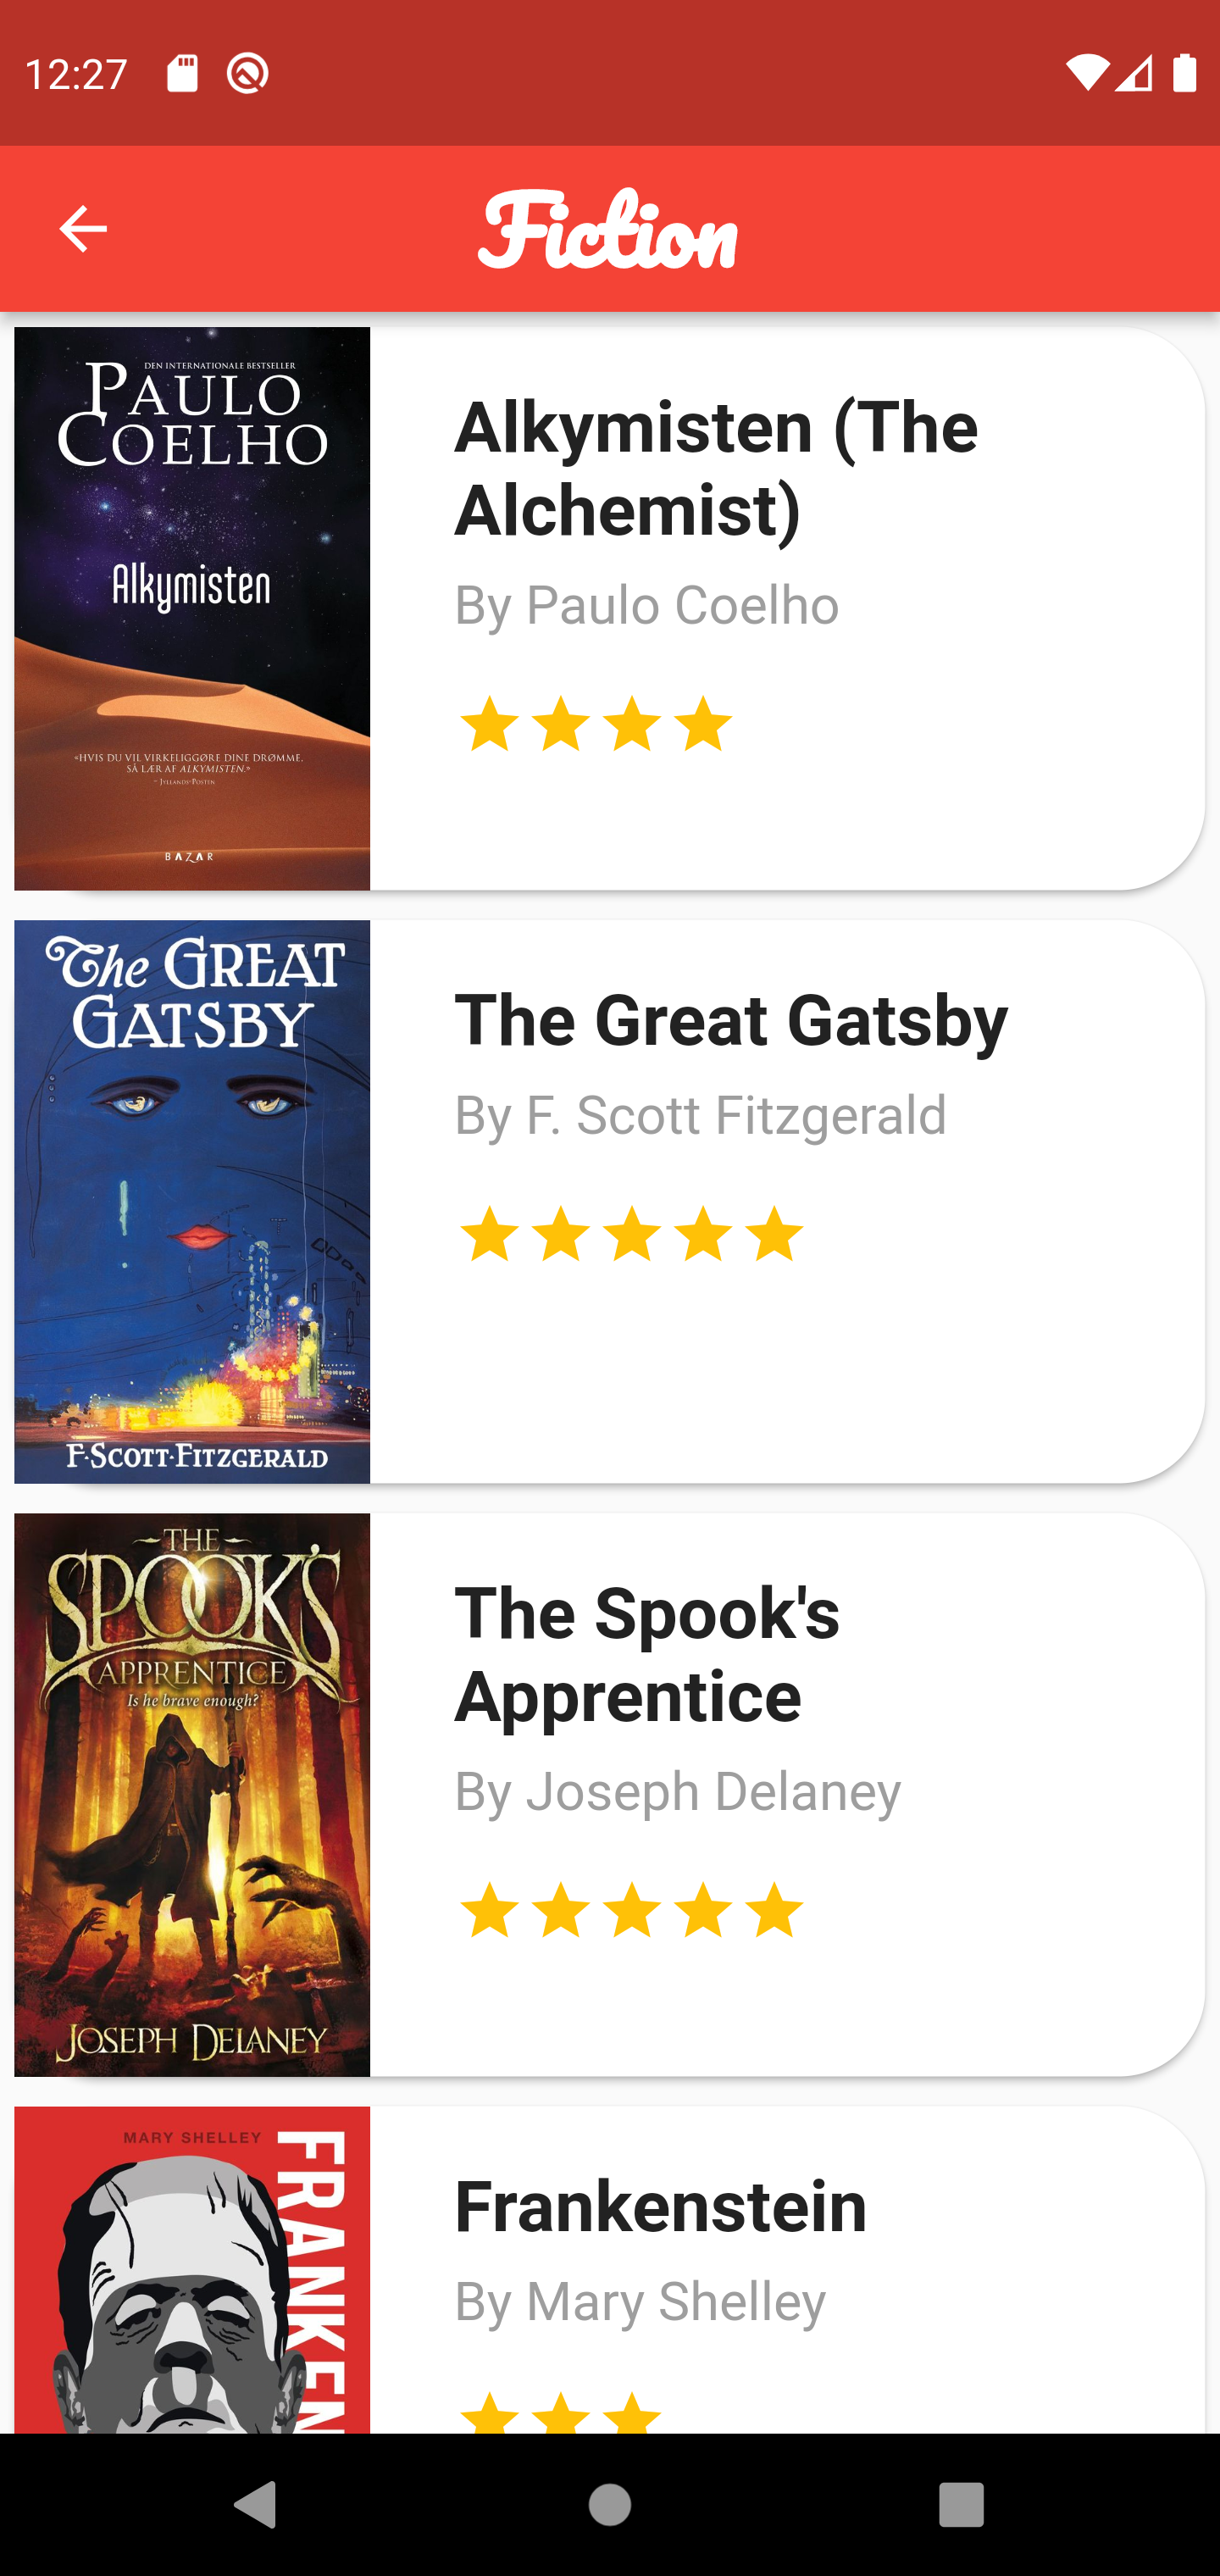 12:27
Fiction
DEN INTERNATIONALE BESTSELLER
PAULO
COELHO
Alkymisten
«HVIS DU VIL VIRKELIGGØRE DINE DRØMME,
SÅ LÆR AF ALKYMISTEN.»
– JYLLANDS-POSTEN
BAZAR
Alkymisten (The
Alchemist)
By Paulo Coelho
The GREAT
GATSBY
F·SCOTT·FITZGERALD
The Great Gatsby
By F. Scott Fitzgerald
THE
SPOOK'S
APPRENTICE
Is he brave enough?
JOSEPH DELANEY
The Spook's
Apprentice
By Joseph Delaney
MARY SHELLEY
FRANKEN
Frankenstein
By Mary Shelley